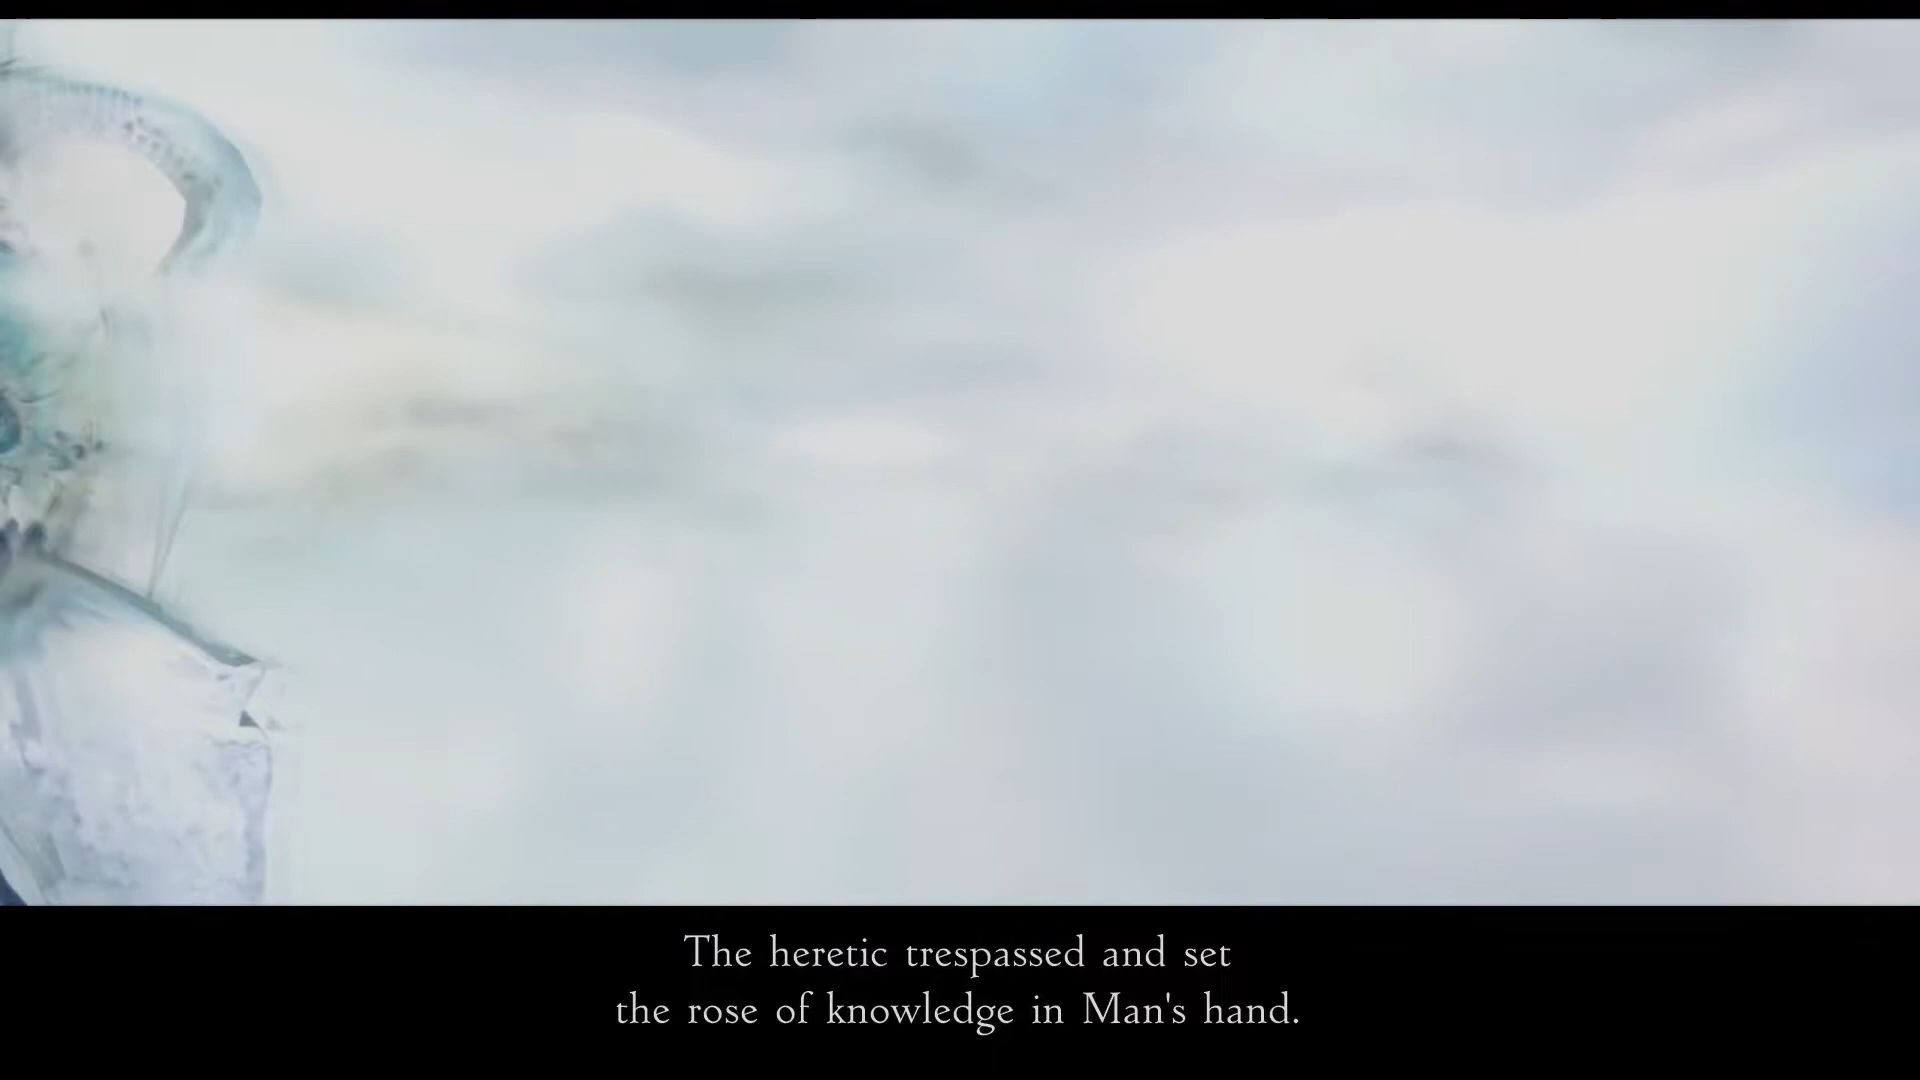 The heretic trespassed and set
the rose of knowledge in Man's hand.